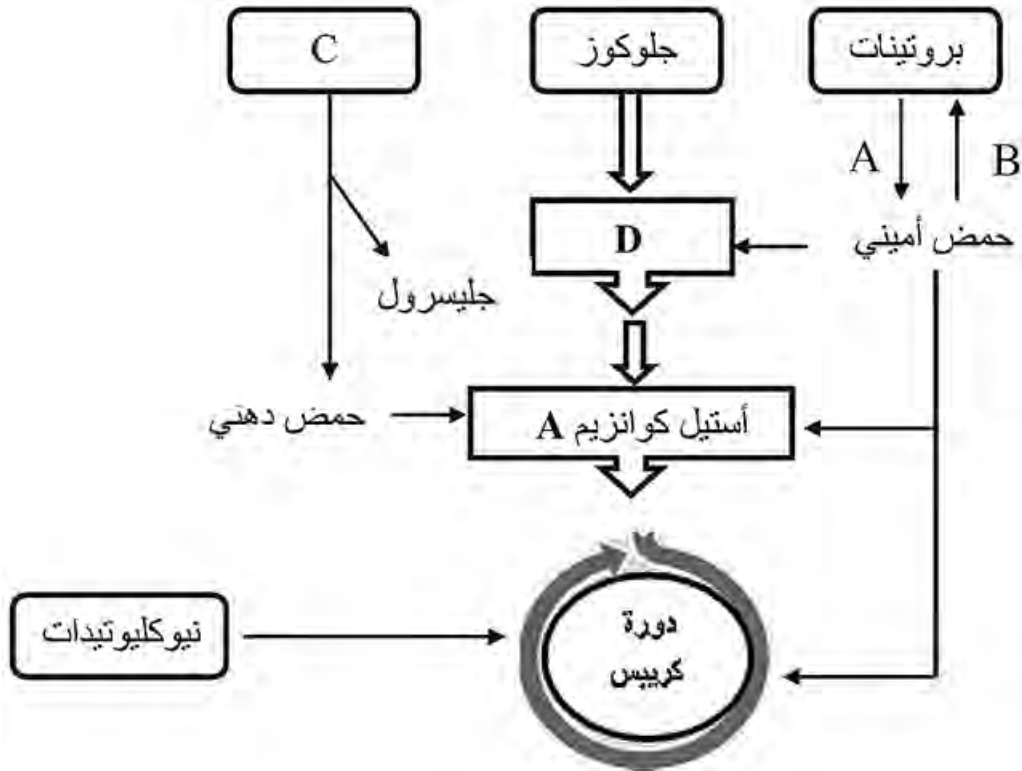 C
جلوكوز
بروتينات
A
B
D
حمض أميني
جليسرول
حمض دهني
أستيل كوانزيم A
دورة
كريبس
نيوكليوتيدات